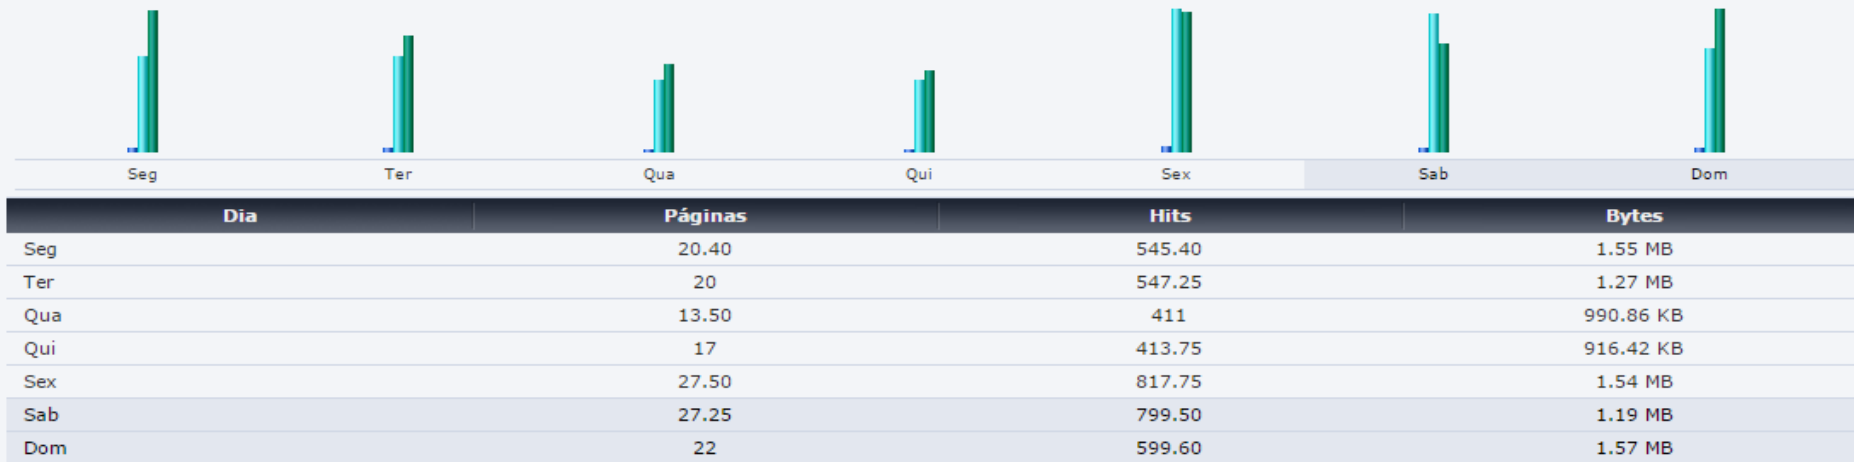 Seg Ter Qua Qui Sex Sab Dom
Dia Páginas Hits Bytes
Seg 20.40 545.40 1.55 MB
Ter 20 547.25 1.27 MB
Qua 13.50 411 990.86 KB
Qui 17 413.75 916.42 KB
Sex 27.50 817.75 1.54 MB
Sab 27.25 799.50 1.19 MB
Dom 22 599.60 1.57 MB